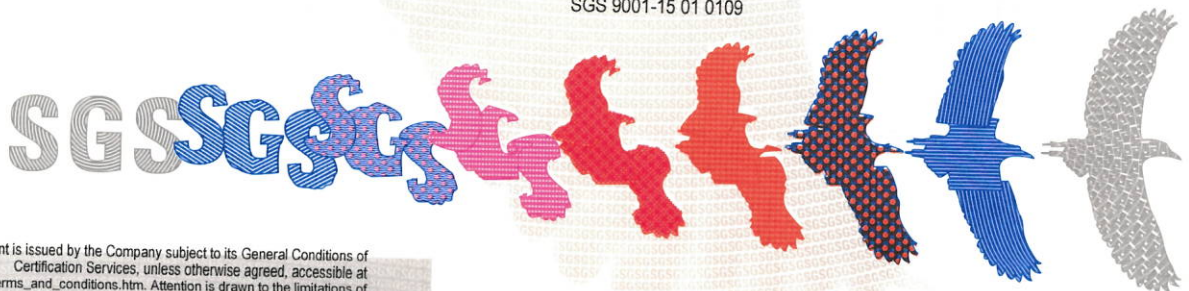 SGS 9001-15 01 0109
SGS
SGS
SGS
nt is issued by the Company subject to its General Conditions of
Certification Services, unless otherwise agreed, accessible at
erms_and_conditions.htm. Attention is drawn to the limitations of